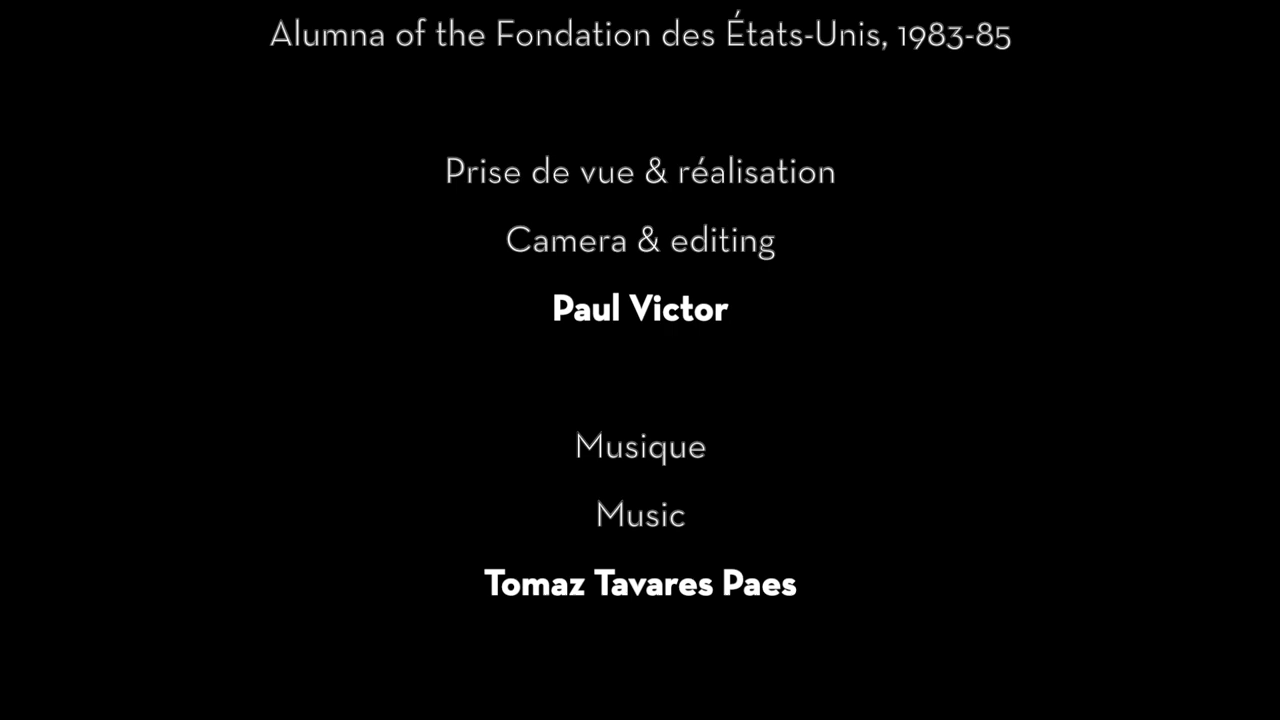 Alumna of the Fondation des États-Unis, 1983-85
Prise de vue & réalisation
Camera & editing
Paul Victor
Musique
Music
Tomaz Tavares Paes